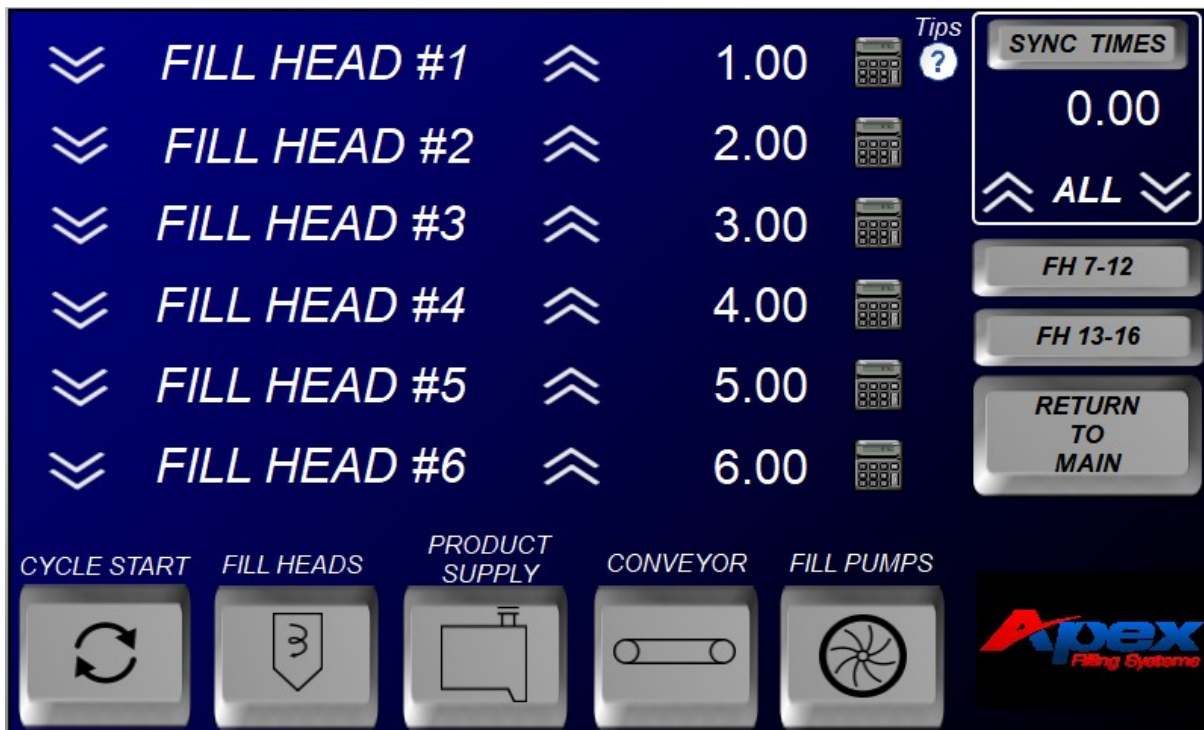 FILL HEAD #1 1.00
Tips
?
FILL HEAD #2 2.00
FILL HEAD #3 3.00
FILL HEAD #4 4.00
FILL HEAD #5 5.00
FILL HEAD #6 6.00
SYNC TIMES
0.00
ALL
FH 7-12
FH 13-16
RETURN
TO
MAIN
CYCLE START
FILL HEADS
PRODUCT
SUPPLY
CONVEYOR
FILL PUMPS
Apex
Filling Systems